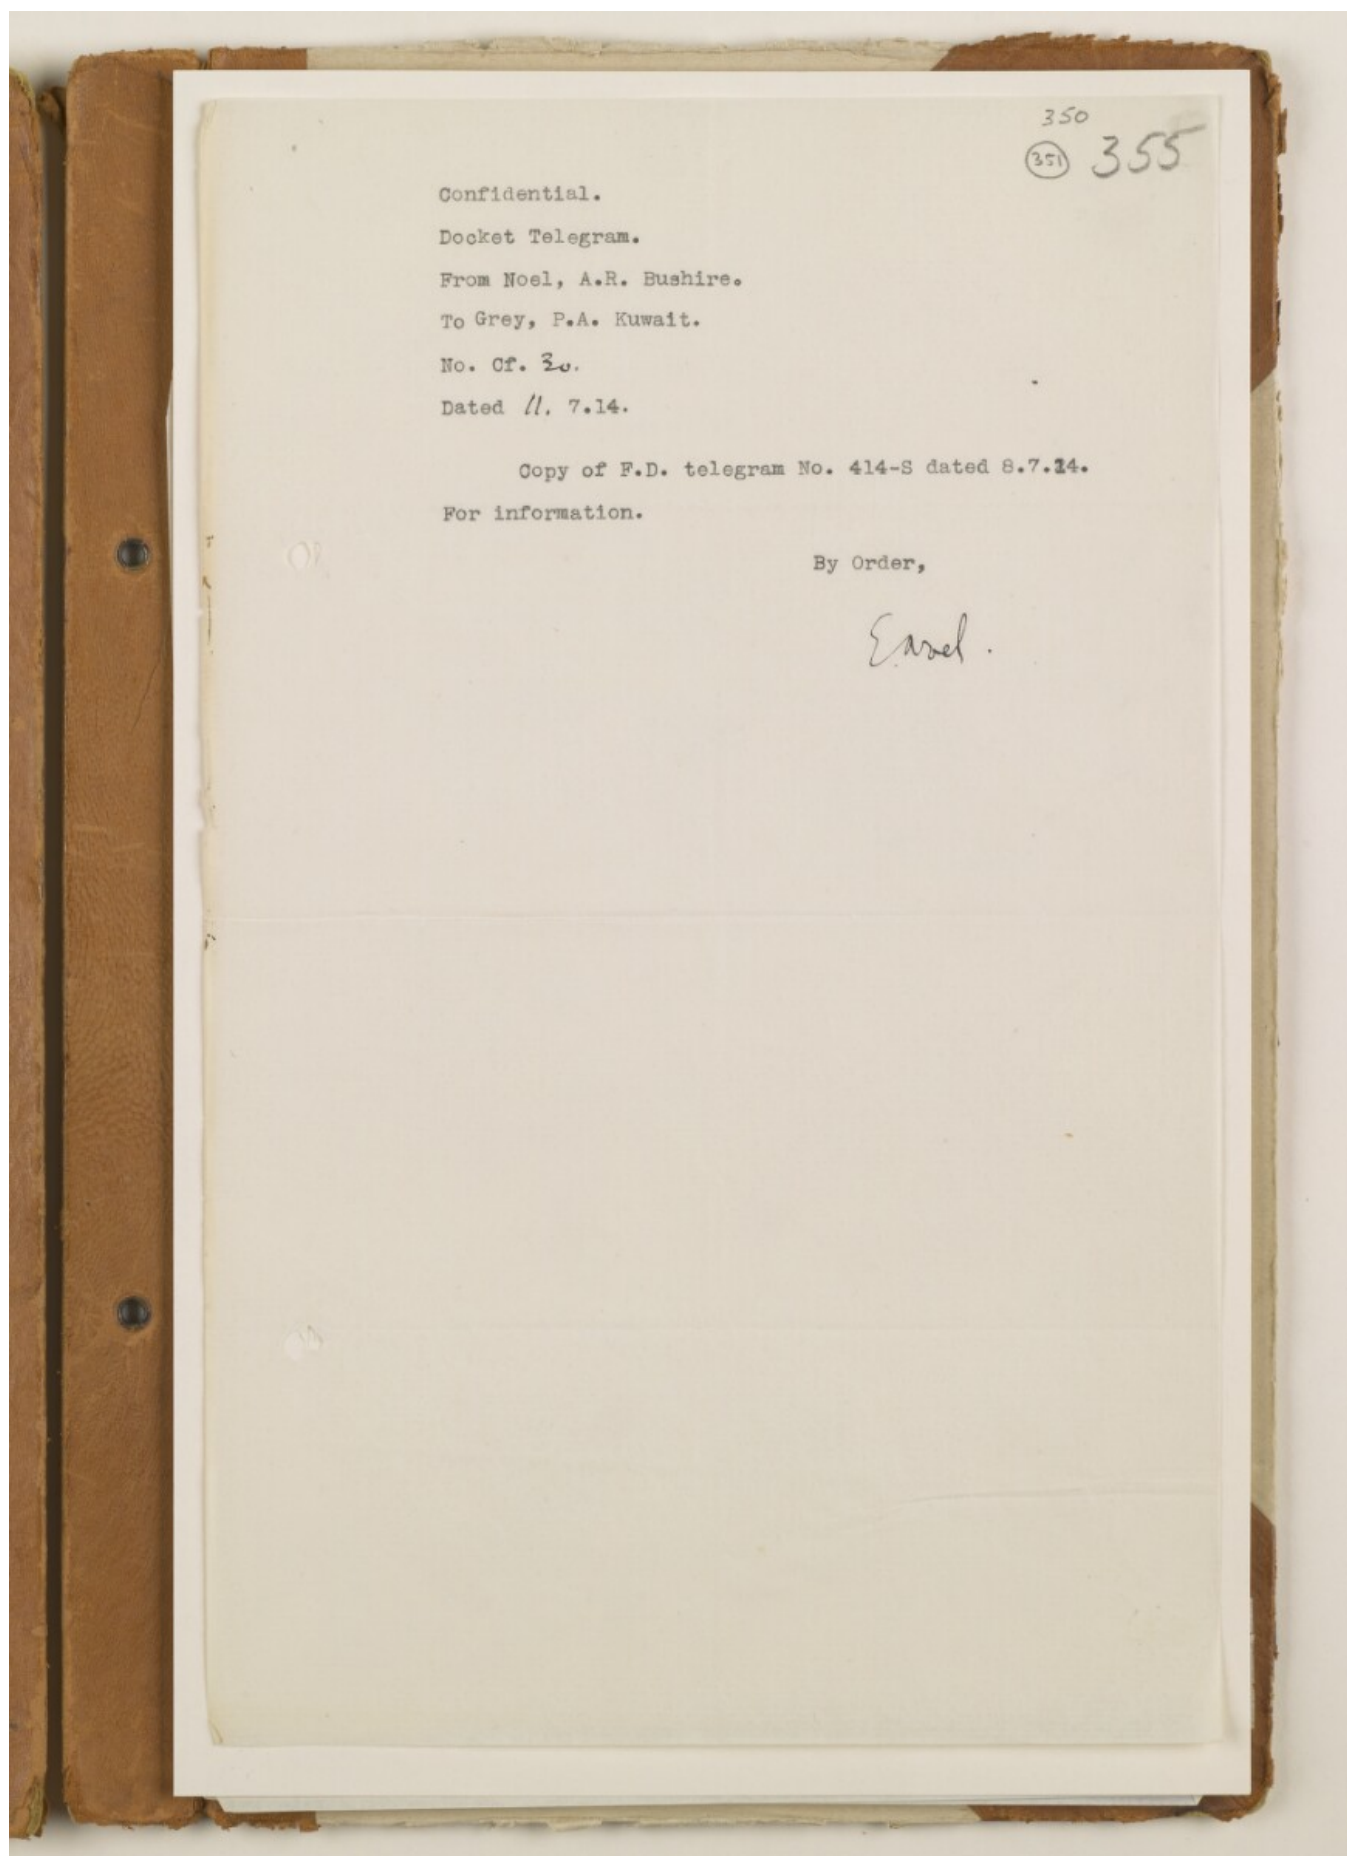 350
351 355
Confidential.
Docket Telegram.
From Noel, A.R. Bushire.
To Grey, P.A. Kuwait.
No. Cf. 30.
Dated 11. 7.14.
Copy of F.D. telegram No. 414-S dated 8.7.14.
For information.
By Order,